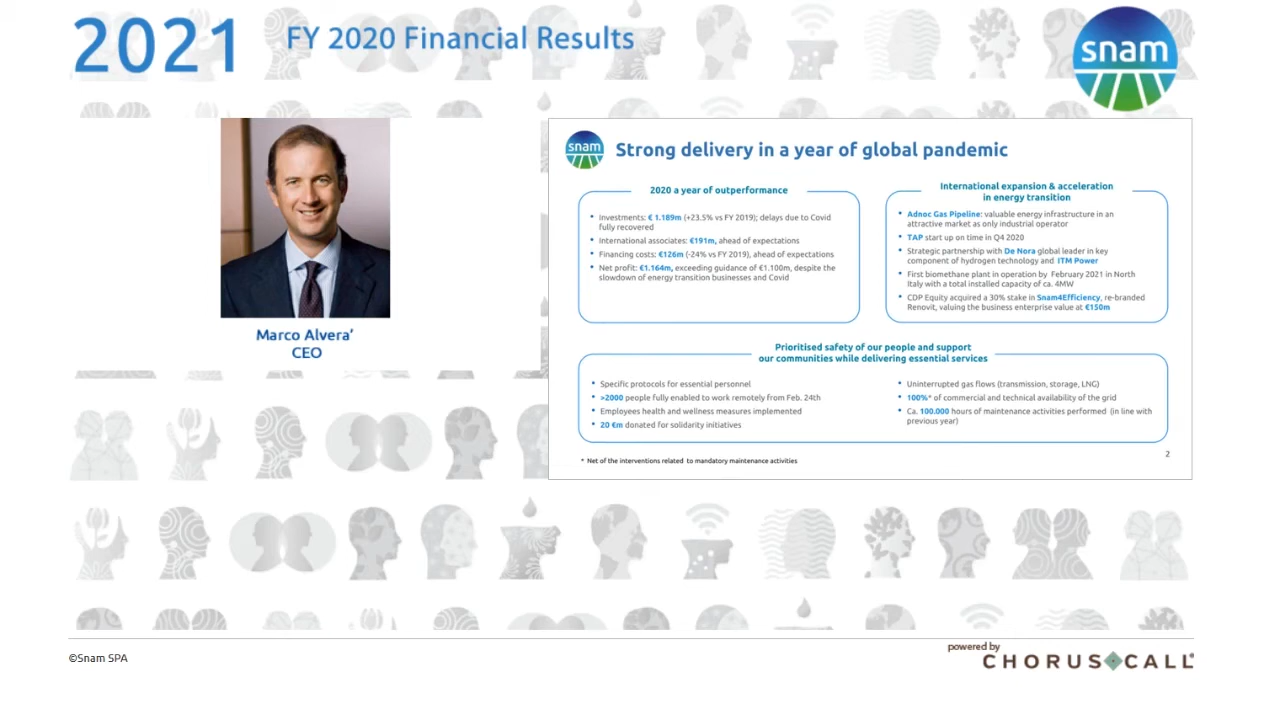 2021
FY 2020 Financial Results
snam
Marco Alvera’
CEO
snam
Strong delivery in a year of global pandemic
2020 a year of outperformance
• Investments: € 1.189m (+23.5% vs FY 2019); delays due to Covid
fully recovered
• International associates: €191m, ahead of expectations
• Financing costs: €126m (-24% vs FY 2019), ahead of expectations
• Net profit: €1.164m, exceeding guidance of €1.100m, despite the
slowdown of energy transition businesses and Covid
International expansion & acceleration
in energy transition
• Adnoc Gas Pipeline: valuable energy infrastructure in an
attractive market as only industrial operator
• TAP start up on time in Q4 2020
• Strategic partnership with De Nora global leader in key
component of hydrogen technology and ITM Power
• First biomethane plant in operation by February 2021 in North
Italy with a total installed capacity of ca. 4MW
• CDP Equity acquired a 30% stake in Snam4Efficiency, re-branded
Renovit, valuing the business enterprise value at €150m
Prioritised safety of our people and support
our communities while delivering essential services
• Specific protocols for essential personnel
• >2000 people fully enabled to work remotely from Feb. 24th
• Employees health and wellness measures implemented
• 20 €m donated for solidarity initiatives
• Uninterrupted gas flows (transmission, storage, LNG)
• 100%* of commercial and technical availability of the grid
• Ca. 100.000 hours of maintenance activities performed (in line with
previous year)
* Net of the interventions related to mandatory maintenance activities
2
©Snam SPA
powered by
CHORUS CALL®